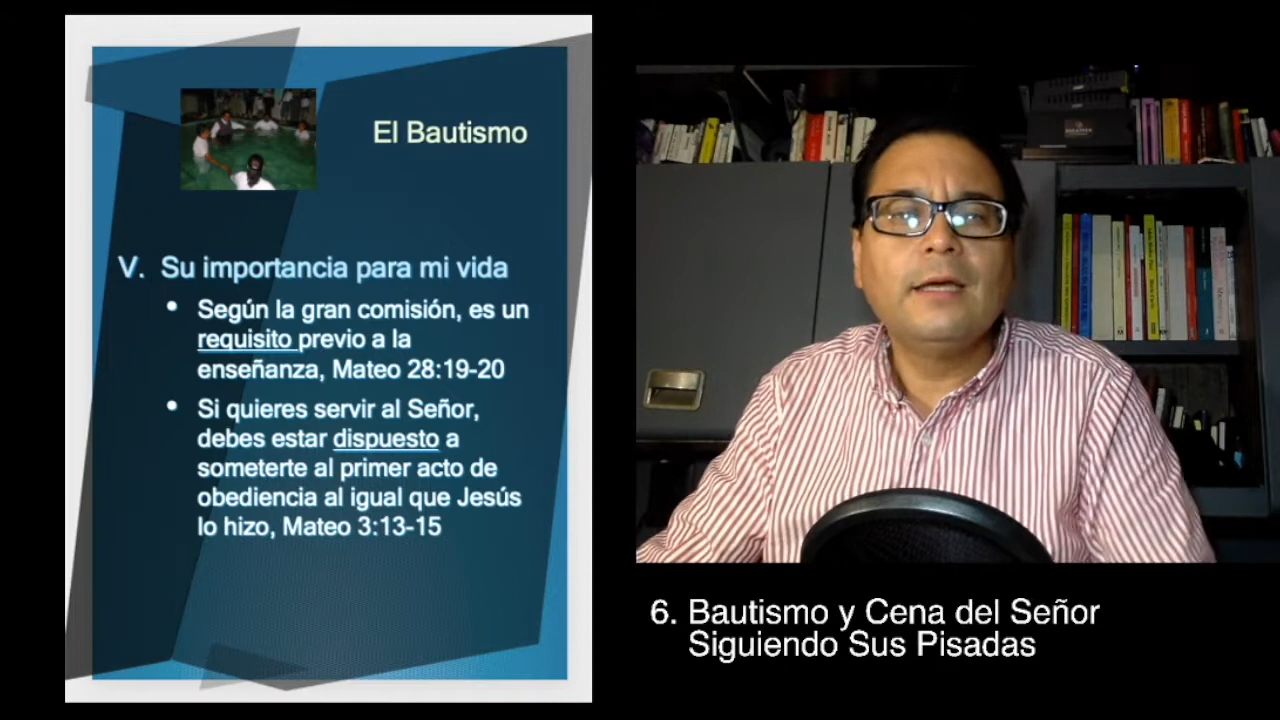 El Bautismo
V. Su importancia para mi vida
• Según la gran comisión, es un
requisito previo a la
enseñanza, Mateo 28:19-20
• Si quieres servir al Señor,
debes estar dispuesto a
someterte al primer acto de
obediencia al igual que Jesús
lo hizo, Mateo 3:13-15
6. Bautismo y Cena del Señor
Siguiendo Sus Pisadas